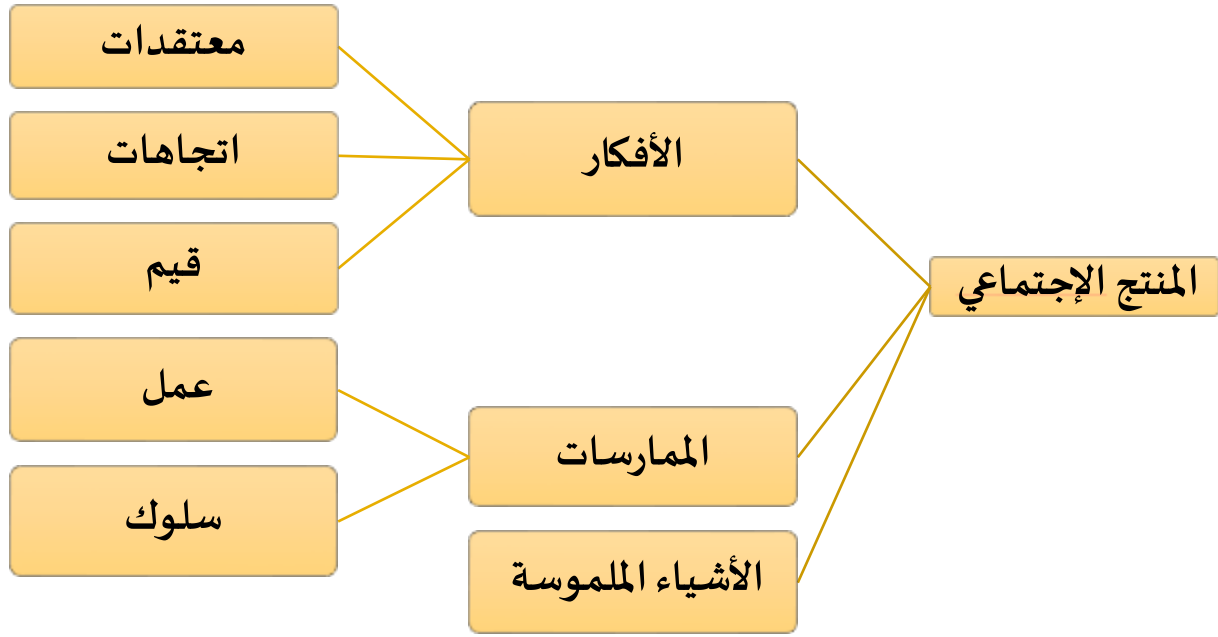 المنتج الإجتماعي
الأفكار
معتقدات
اتجاهات
قيم
الممارسات
عمل
سلوك
الأشياء الملموسة